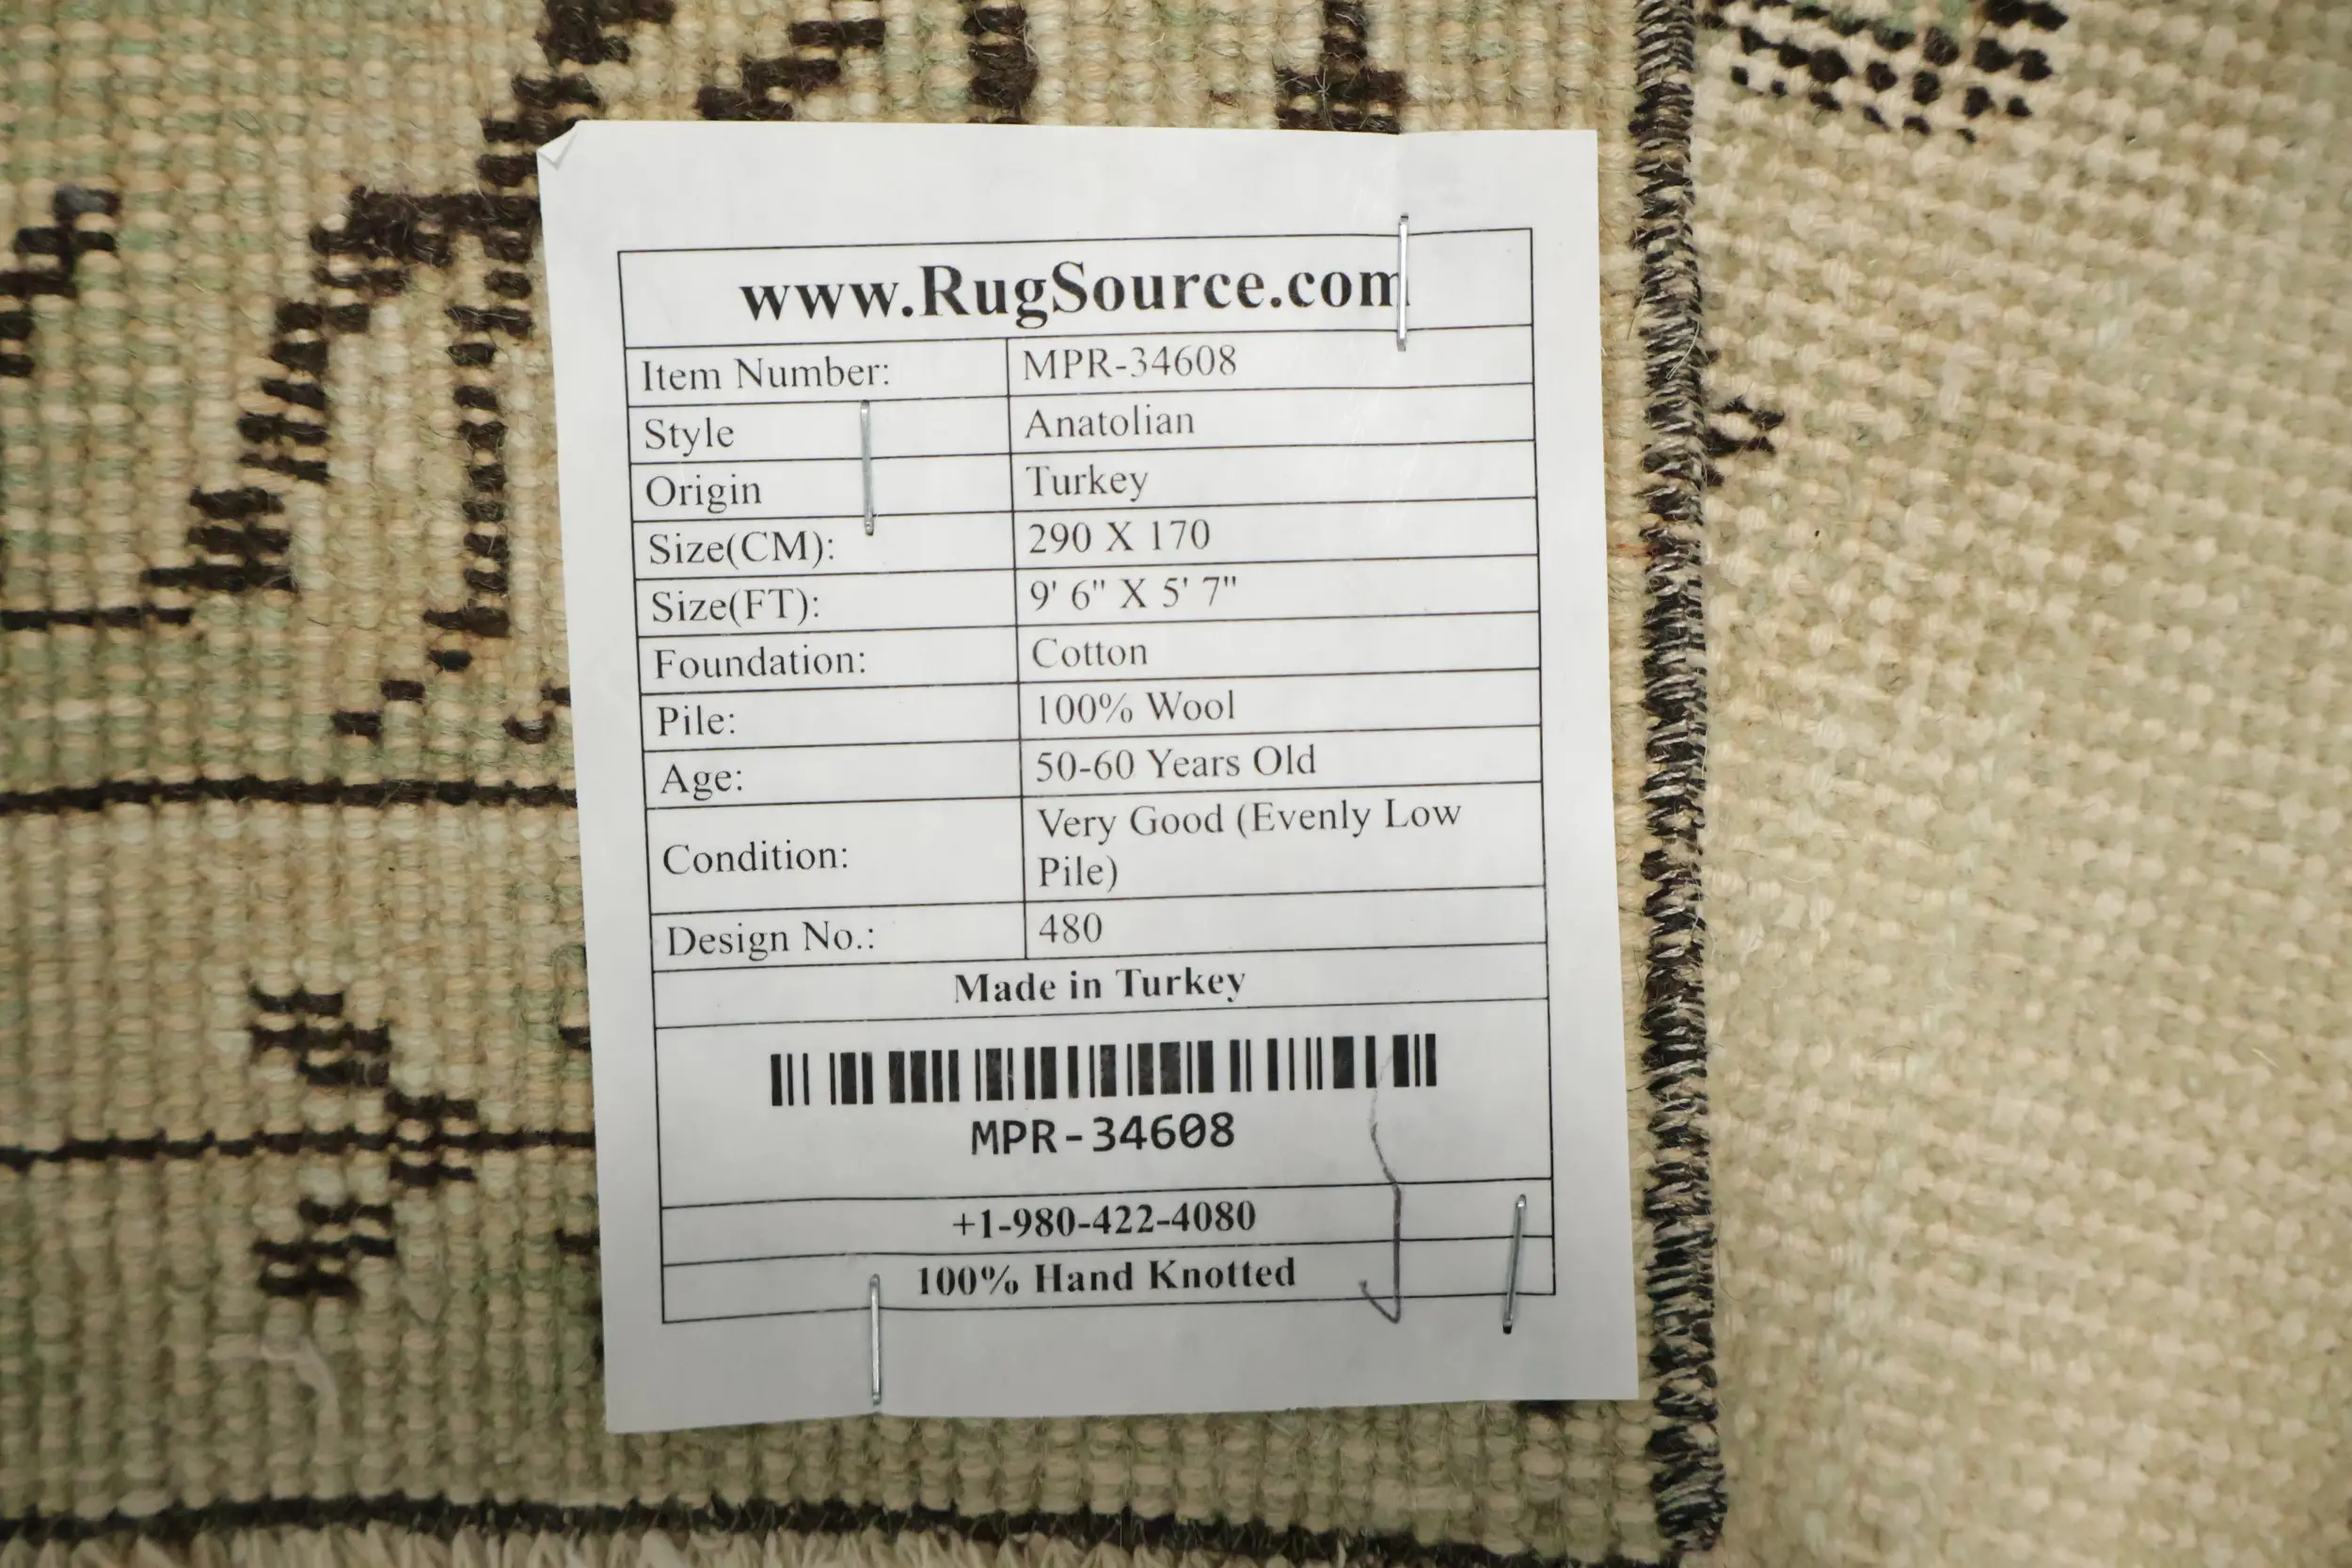 www.RugSource.com
Item Number: MPR-34608
Style Anatolian
Origin Turkey
Size(CM): 290 X 170
Size(FT): 9' 6" X 5' 7"
Foundation: Cotton
Pile: 100% Wool
Age: 50-60 Years Old
Condition: Very Good (Evenly Low
Pile)
Design No.: 480
Made in Turkey
MPR-34608
+1-980-422-4080
100% Hand Knotted